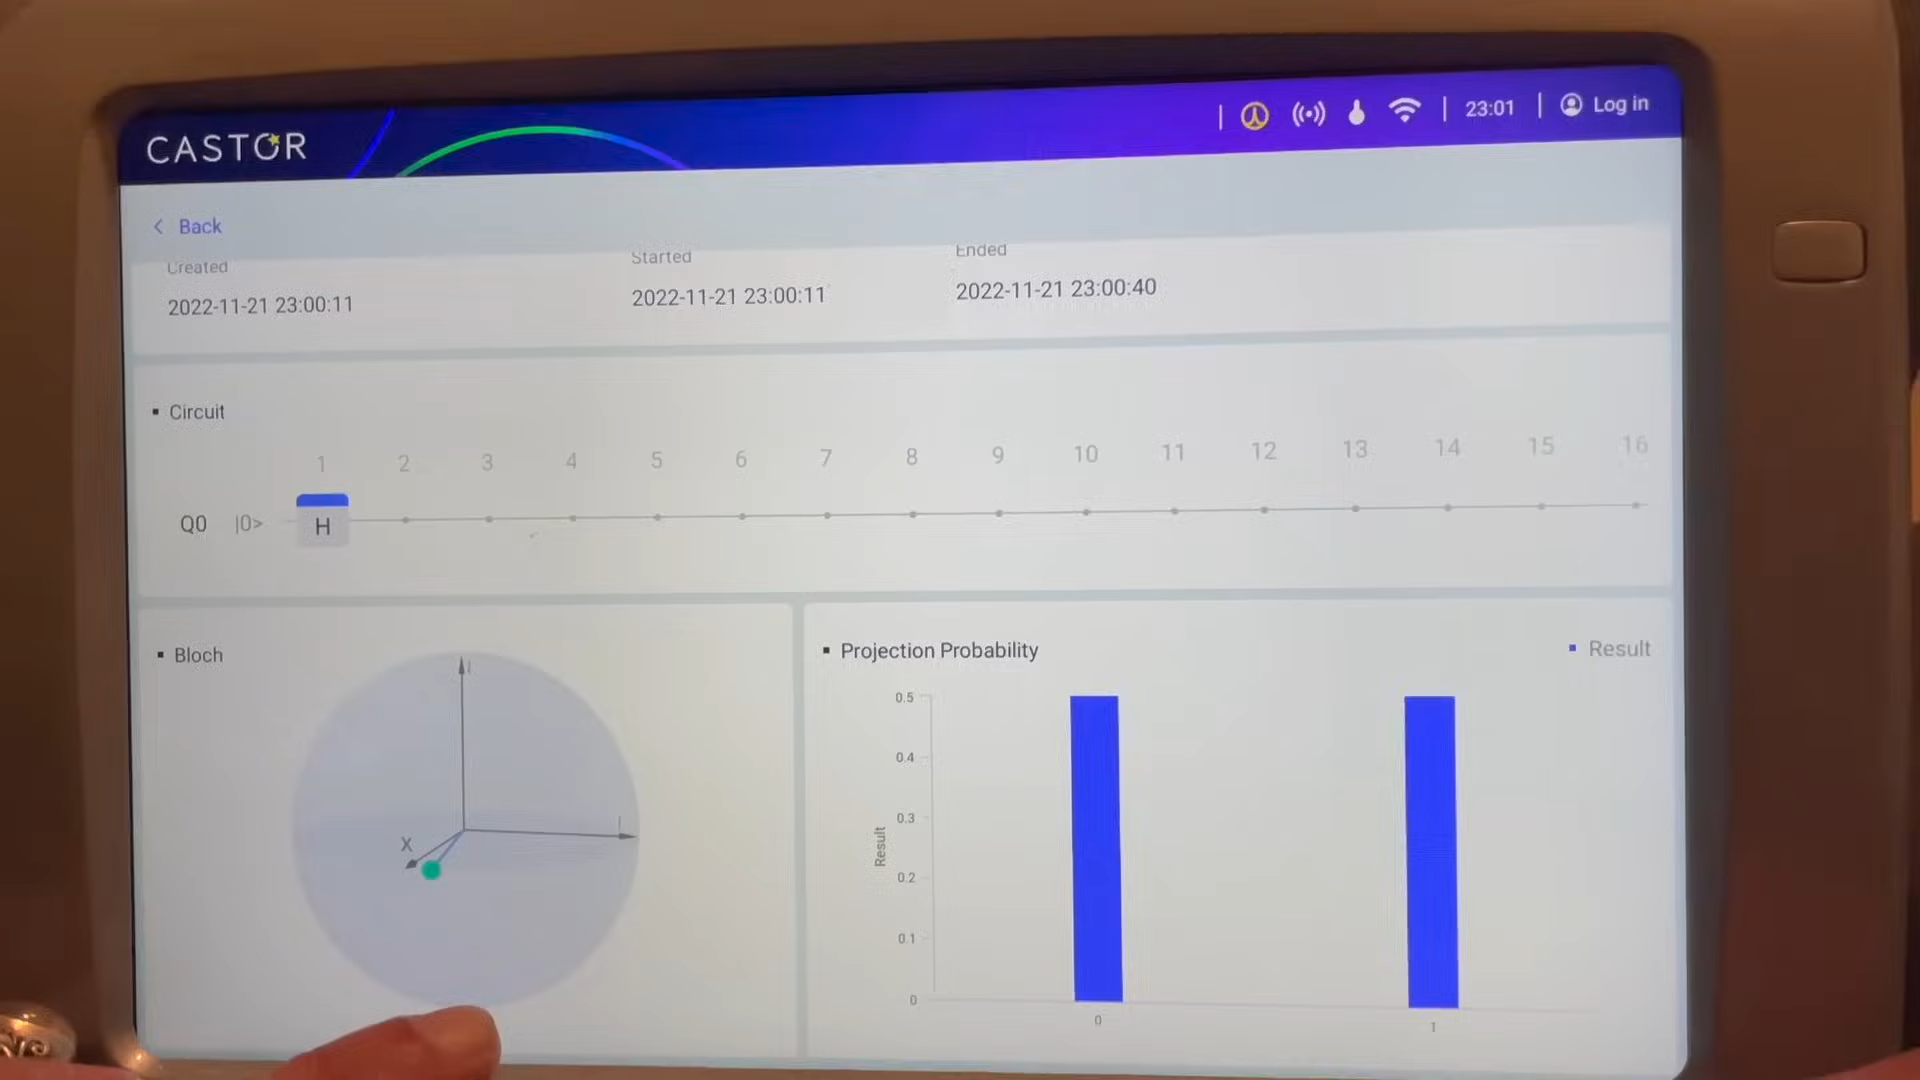 CASTOR
23:01
Log in
Back
Created
Started
Ended
2022-11-21 23:00:11
2022-11-21 23:00:11
2022-11-21 23:00:40
Circuit
1 2 3 4 5 6 7 8 9 10 11 12 13 14 15 16
Q0 |0> H
Bloch
X
Projection Probability
Result
0.5
0.4
0.3
0.2
0.1
0
Result
0 1